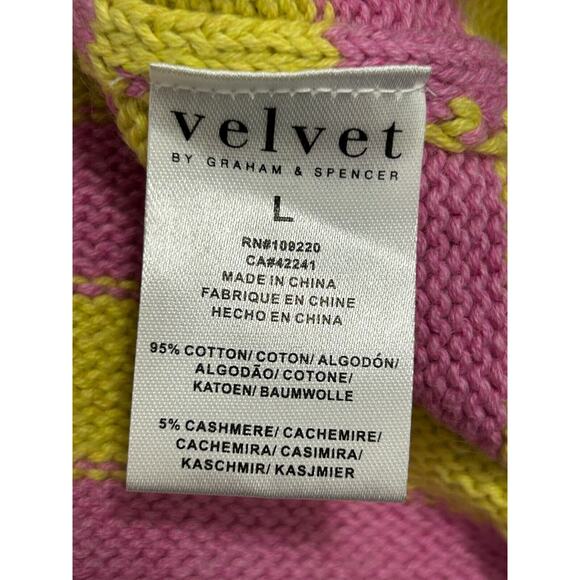 velvet
BY GRAHAM & SPENCER
L
RN#109220
CA#42241
MADE IN CHINA
FABRIQUE EN CHINE
HECHO EN CHINA
95% COTTON/ COTON/ ALGODÓN/
ALGODÃO/ COTONE/
KATOEN/ BAUMWOLLE
5% CASHMERE/ CACHEMIRE/
CACHEMIRA/ CASIMIRA/
KASCHMIR/ KASJMIER